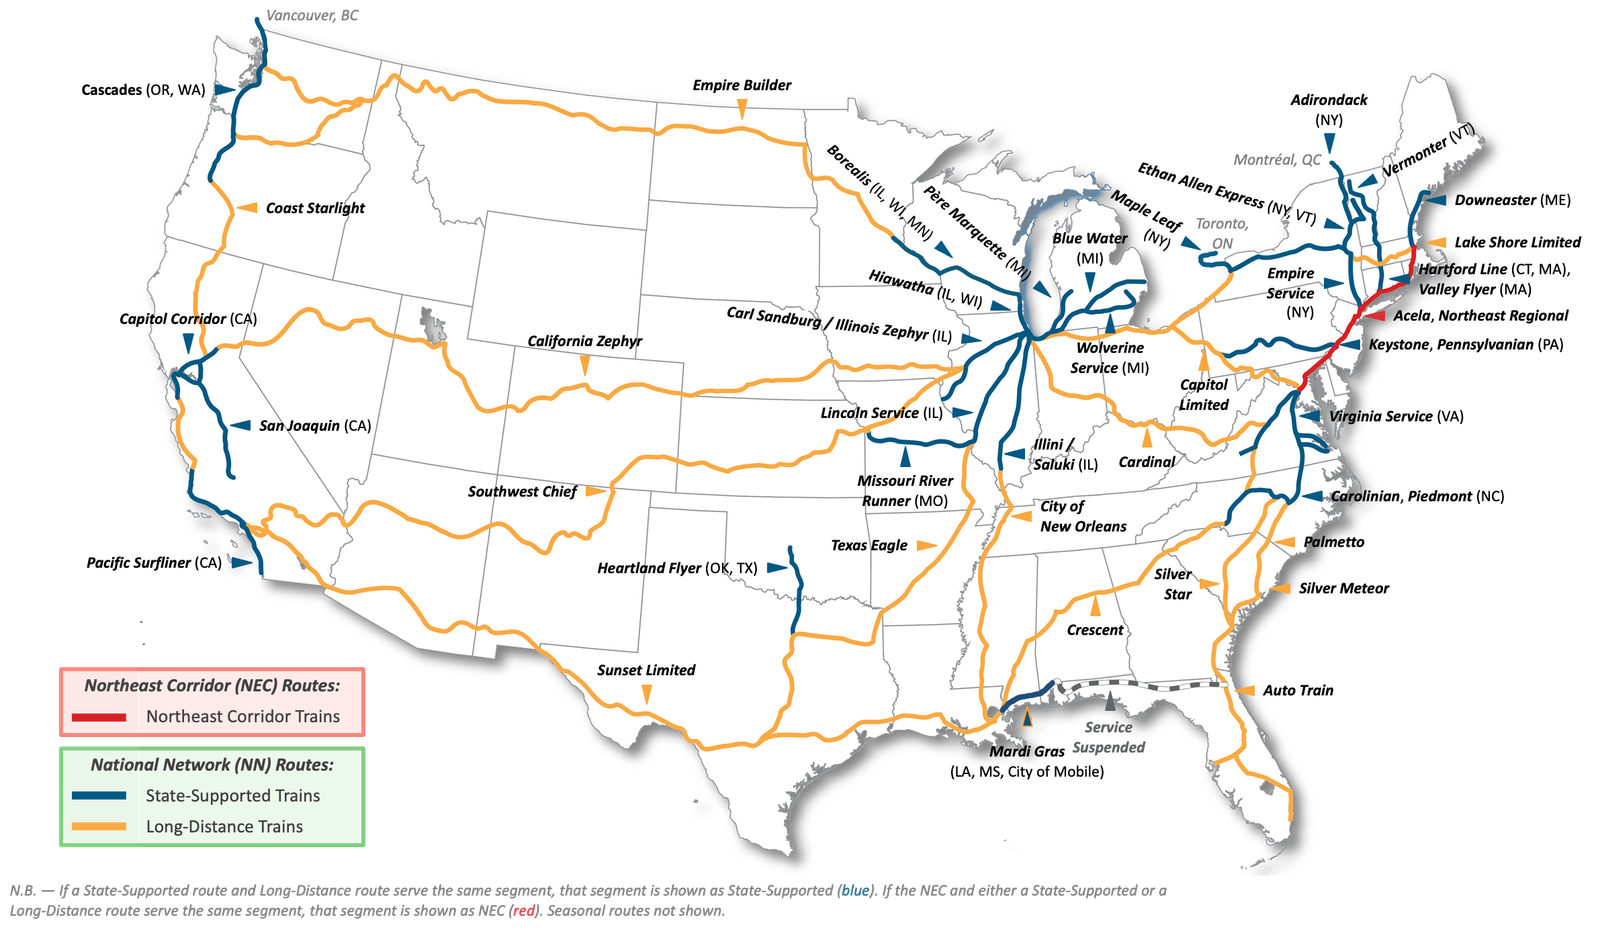 Vancouver, BC
Cascades (OR, WA)
Empire Builder
Adirondack
(NY)
Montréal, QC
Vermonter (VT)
Borealis (IL, WI, MN)
Père Marquette (MI)
Ethan Allen Express (NY, VT)
Maple Leaf
(NY)
Toronto,
ON
Downeaster (ME)
Coast Starlight
Blue Water
(MI)
Lake Shore Limited
Hiawatha (IL, WI)
Empire
Service
(NY)
Hartford Line (CT, MA),
Valley Flyer (MA)
Capitol Corridor (CA)
Carl Sandburg / Illinois Zephyr (IL)
Acela, Northeast Regional
California Zephyr
Wolverine
Service (MI)
Keystone, Pennsylvanian (PA)
Capitol
Limited
San Joaquin (CA)
Lincoln Service (IL)
Virginia Service (VA)
Illini /
Saluki (IL)
Cardinal
Southwest Chief
Missouri River
Runner (MO)
City of
New Orleans
Carolinian, Piedmont (NC)
Texas Eagle
Palmetto
Pacific Surfliner (CA)
Heartland Flyer (OK, TX)
Silver
Star
Silver Meteor
Crescent
Sunset Limited
Auto Train
Service
Suspended
Mardi Gras
(LA, MS, City of Mobile)
Northeast Corridor (NEC) Routes:
Northeast Corridor Trains
National Network (NN) Routes:
State-Supported Trains
Long-Distance Trains
N.B. — If a State-Supported route and Long-Distance route serve the same segment, that segment is shown as State-Supported (blue). If the NEC and either a State-Supported or a
Long-Distance route serve the same segment, that segment is shown as NEC (red). Seasonal routes not shown.